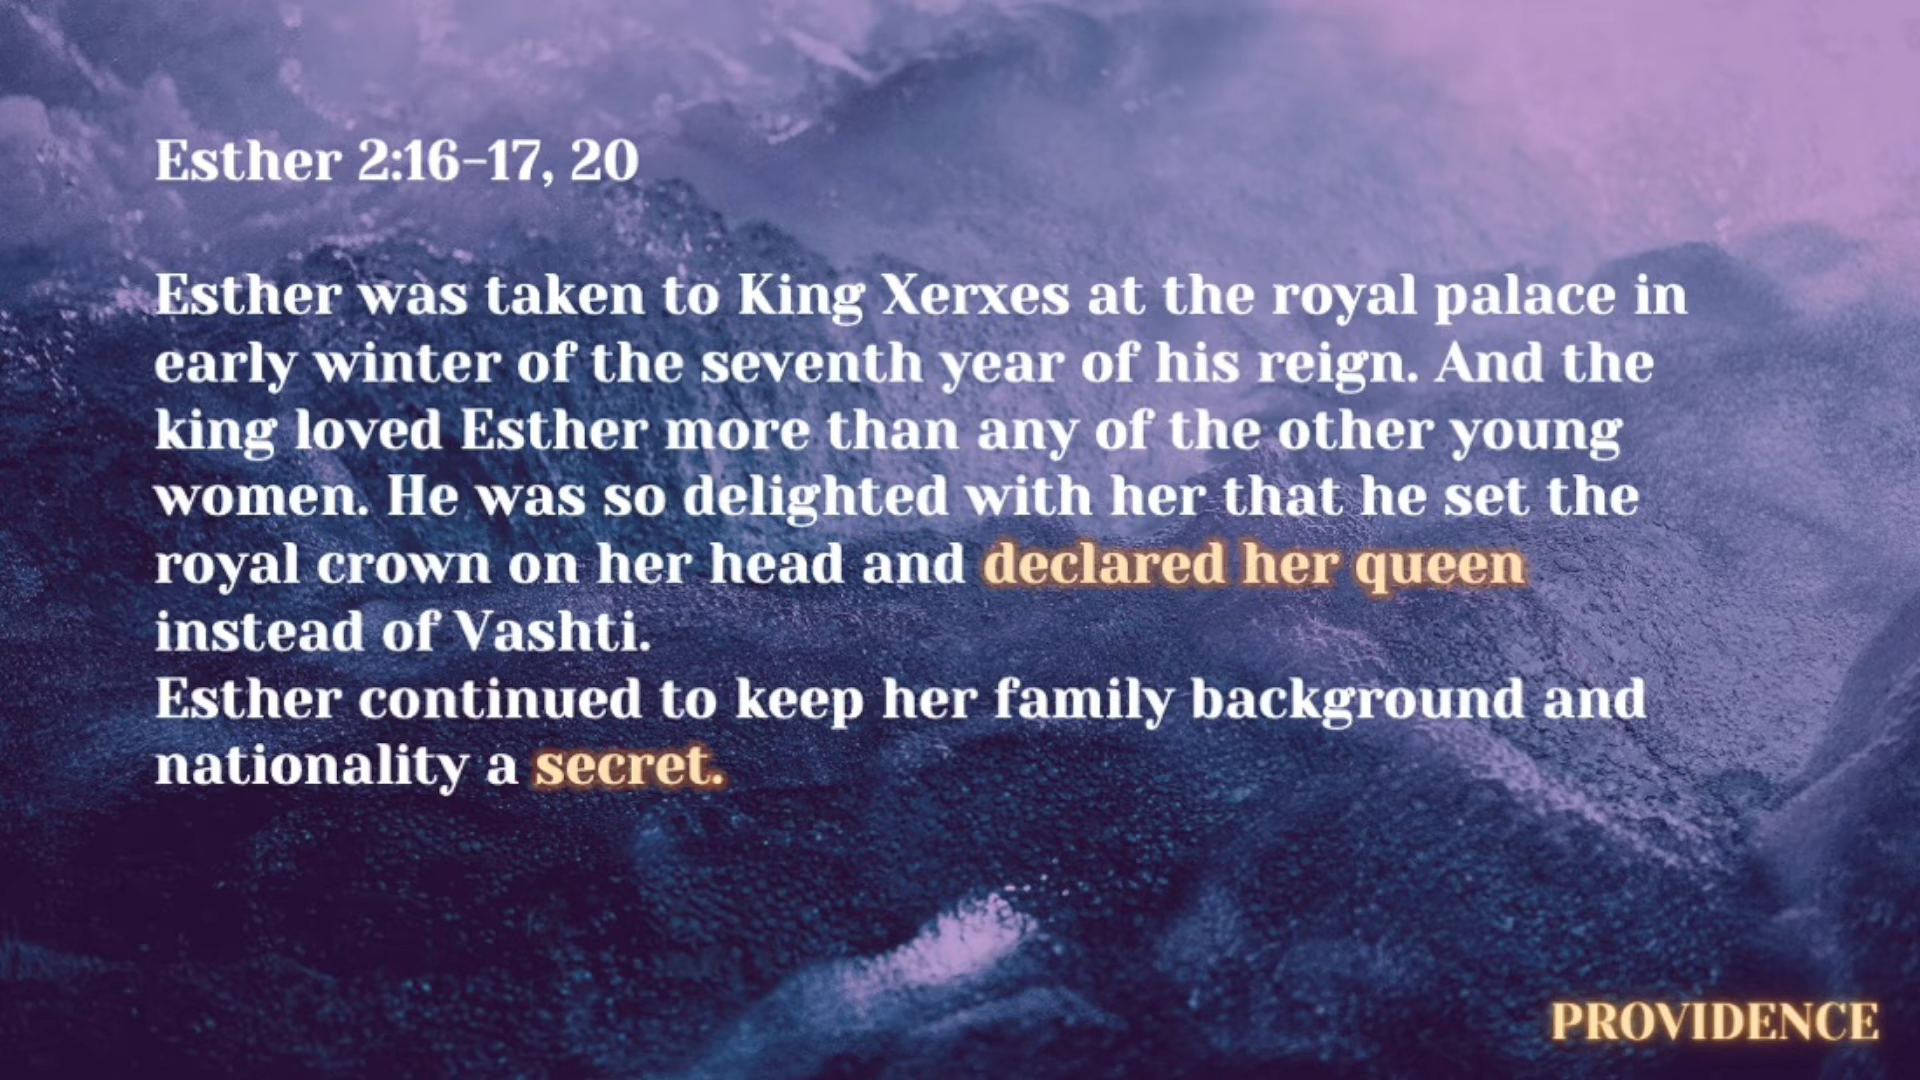 Esther 2:16-17, 20
Esther was taken to King Xerxes at the royal palace in
early winter of the seventh year of his reign. And the
king loved Esther more than any of the other young
women. He was so delighted with her that he set the
royal crown on her head and declared her queen
instead of Vashti.
Esther continued to keep her family background and
nationality a secret.
PROVIDENCE